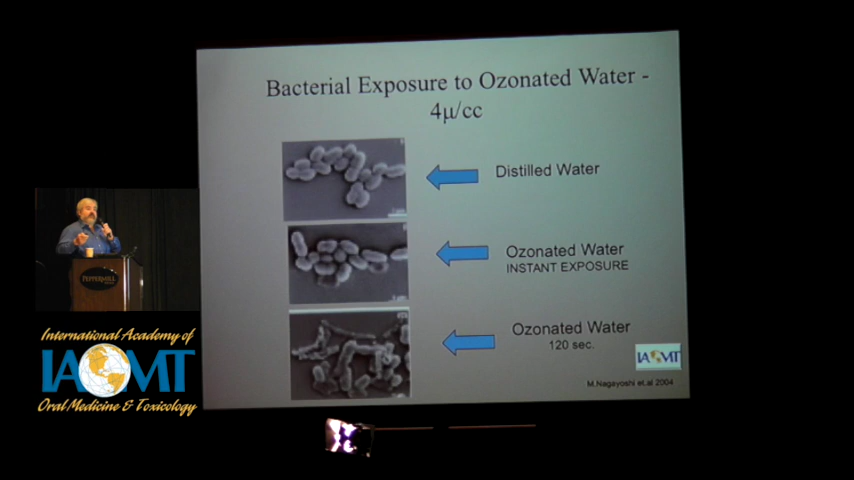 Bacterial Exposure to Ozonated Water -
4µ/cc
Distilled Water
Ozonated Water
INSTANT EXPOSURE
Ozonated Water
120 sec.
IAOMT
M.Nagayoshi et.al 2004
PEPPERMILL
International Academy of
IAOMT
Oral Medicine & Toxicology